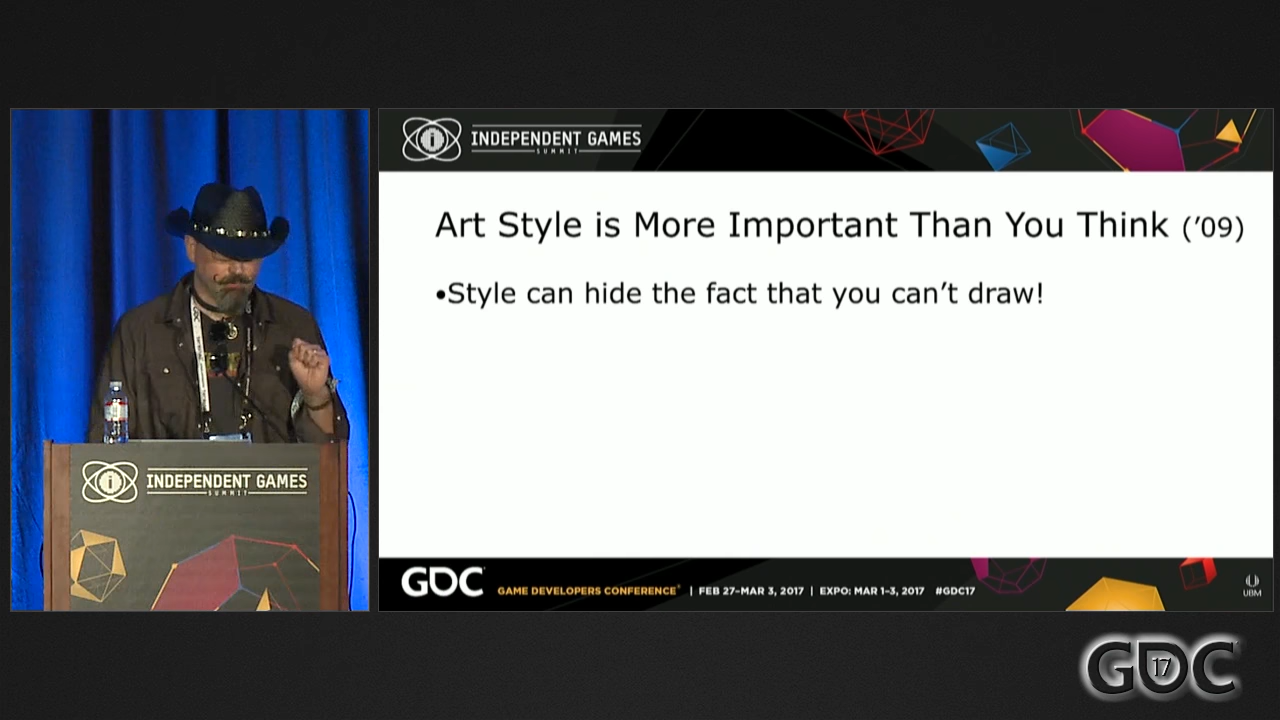 INDEPENDENT GAMES
SUMMIT
Art Style is More Important Than You Think (’09)
•Style can hide the fact that you can’t draw!
INDEPENDENT GAMES
SUMMIT
GDC GAME DEVELOPERS CONFERENCE® | FEB 27–MAR 3, 2017 | EXPO: MAR 1–3, 2017 #GDC17
UBM
GDC 17